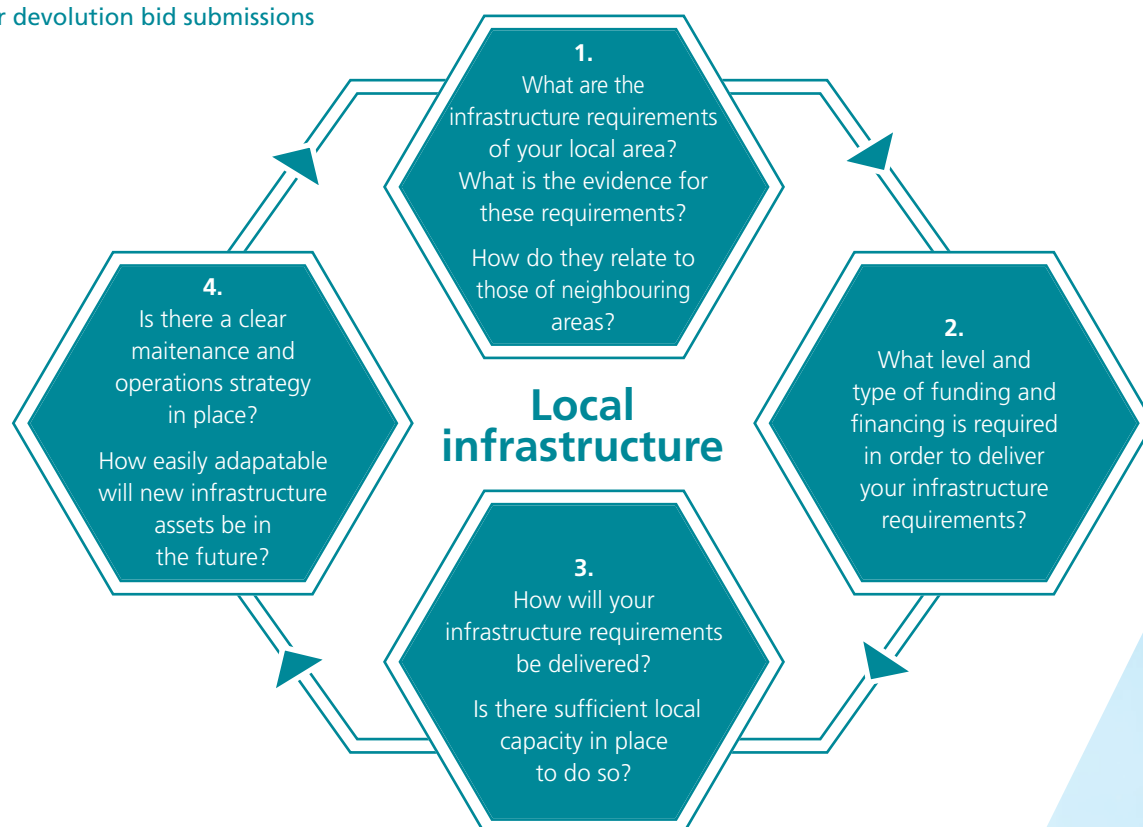 r devolution bid submissions
1.
What are the
infrastructure requirements
of your local area?
What is the evidence for
these requirements?
How do they relate to
those of neighbouring
areas?
2.
What level and
type of funding and
financing is required
in order to deliver
your infrastructure
requirements?
Local
infrastructure
3.
How will your
infrastructure requirements
be delivered?
Is there sufficient local
capacity in place
to do so?
4.
Is there a clear
maitenance and
operations strategy
in place?
How easily adapatable
will new infrastructure
assets be in
the future?